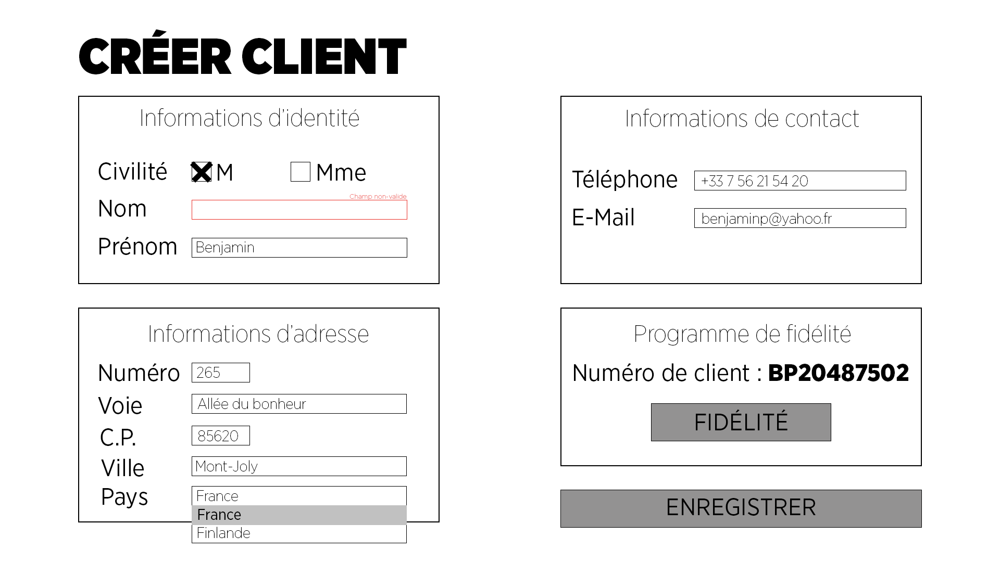 CRÉER CLIENT
Informations d’identité
Civilité M Mme
Champ non-valide
Nom
Prénom Benjamin
Informations de contact
Téléphone +33 7 56 21 54 20
E-Mail benjaminp@yahoo.fr
Informations d’adresse
Numéro 265
Voie Allée du bonheur
C.P. 85620
Ville Mont-Joly
Pays France
France
Finlande
Programme de fidélité
Numéro de client : BP20487502
FIDÉLITÉ
ENREGISTRER